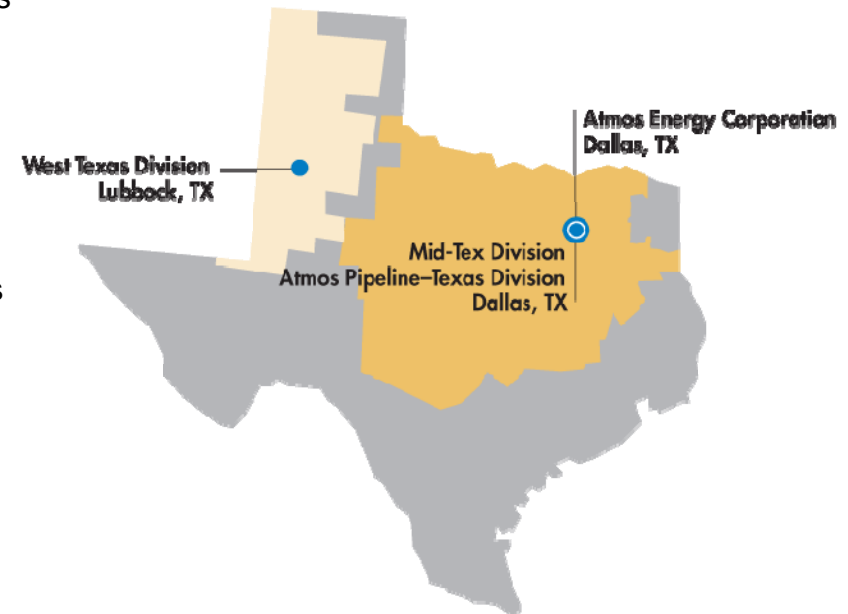 s
Atmos Energy Corporation
Dallas, TX
West Texas Division
Lubbock, TX
Mid-Tex Division
Atmos Pipeline–Texas Division
s
Dallas, TX